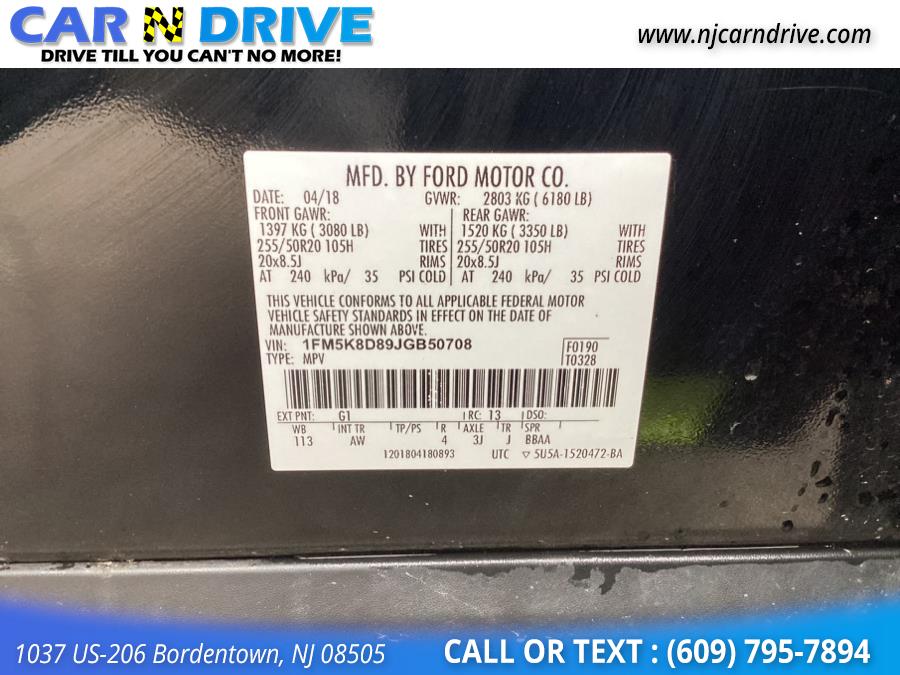 CAR N DRIVE
DRIVE TILL YOU CAN'T NO MORE!
www.njcarndrive.com
MFD. BY FORD MOTOR CO.
DATE: 04/18 GVWR: 2803 KG ( 6180 LB)
FRONT GAWR: REAR GAWR:
1397 KG ( 3080 LB) WITH 1520 KG ( 3350 LB) WITH
255/50R20 105H TIRES 255/50R20 105H TIRES
20x8.5J RIMS 20x8.5J RIMS
AT 240 kPa/ 35 PSI COLD AT 240 kPa/ 35 PSI COLD
THIS VEHICLE CONFORMS TO ALL APPLICABLE FEDERAL MOTOR
VEHICLE SAFETY STANDARDS IN EFFECT ON THE DATE OF
MANUFACTURE SHOWN ABOVE.
VIN: 1FM5K8D89JGB50708 F0190
TYPE: MPV T0328
EXT PNT: G1 RC: 13 DSO:
WB INT TR TP/PS R AXLE TR SPR
113 AW 4 3J J BBAA
1201804180893 UTC ▽ 5U5A-1520472-BA
1037 US-206 Bordentown, NJ 08505
CALL OR TEXT : (609) 795-7894